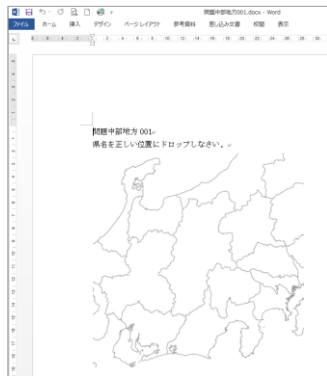 問題中部地方001.docx - Word
ファイル ホーム 挿入 デザイン ページレイアウト 参考資料 差し込み文書 校閲 表示
問題中部地方 001
県名を正しい位置にドロップしなさい。